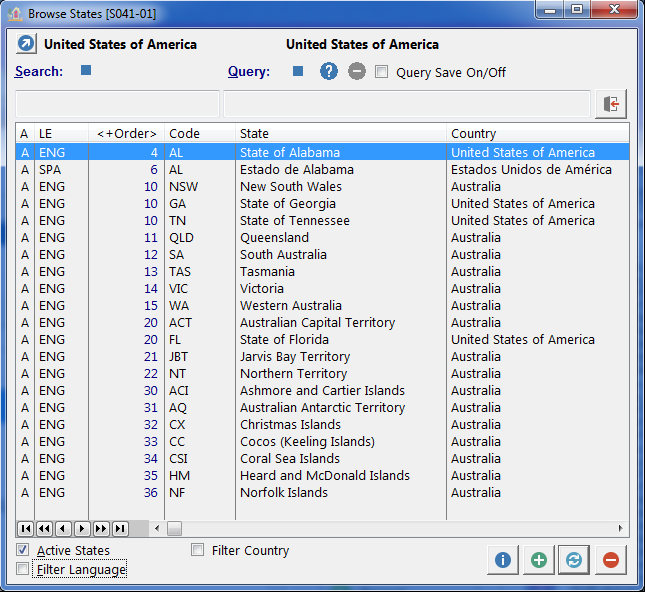 Browse States [S041-01]
United States of America United States of America
Search: Query: ? Query Save On/Off
A LE <+Order> Code State Country
A ENG 4 AL State of Alabama United States of America
A SPA 6 AL Estado de Alabama Estados Unidos de América
A ENG 10 NSW New South Wales Australia
A ENG 10 GA State of Georgia United States of America
A ENG 10 TN State of Tennessee United States of America
A ENG 11 QLD Queensland Australia
A ENG 12 SA South Australia Australia
A ENG 13 TAS Tasmania Australia
A ENG 14 VIC Victoria Australia
A ENG 15 WA Western Australia Australia
A ENG 20 ACT Australian Capital Territory Australia
A ENG 20 FL State of Florida United States of America
A ENG 21 JBT Jarvis Bay Territory Australia
A ENG 22 NT Northern Territory Australia
A ENG 30 ACI Ashmore and Cartier Islands Australia
A ENG 31 AQ Australian Antarctic Territory Australia
A ENG 32 CX Christmas Islands Australia
A ENG 33 CC Cocos (Keeling Islands) Australia
A ENG 34 CSI Coral Sea Islands Australia
A ENG 35 HM Heard and McDonald Islands Australia
A ENG 36 NF Norfolk Islands Australia
Active States Filter Country
Filter Language